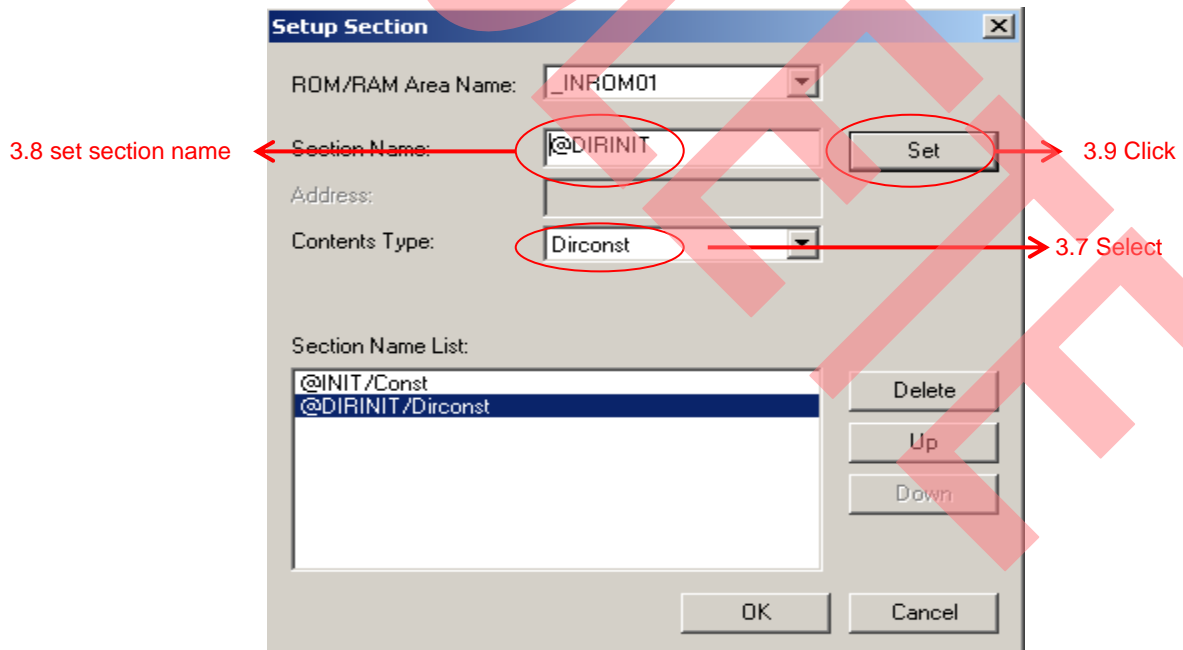 Setup Section
ROM/RAM Area Name: _INROM01
3.8 set section name Section Name: @DIRINIT Set 3.9 Click
Address:
Contents Type: Dirconst 3.7 Select
Section Name List:
@INIT/Const
@DIRINIT/Dirconst
Delete
Up
Down
OK Cancel